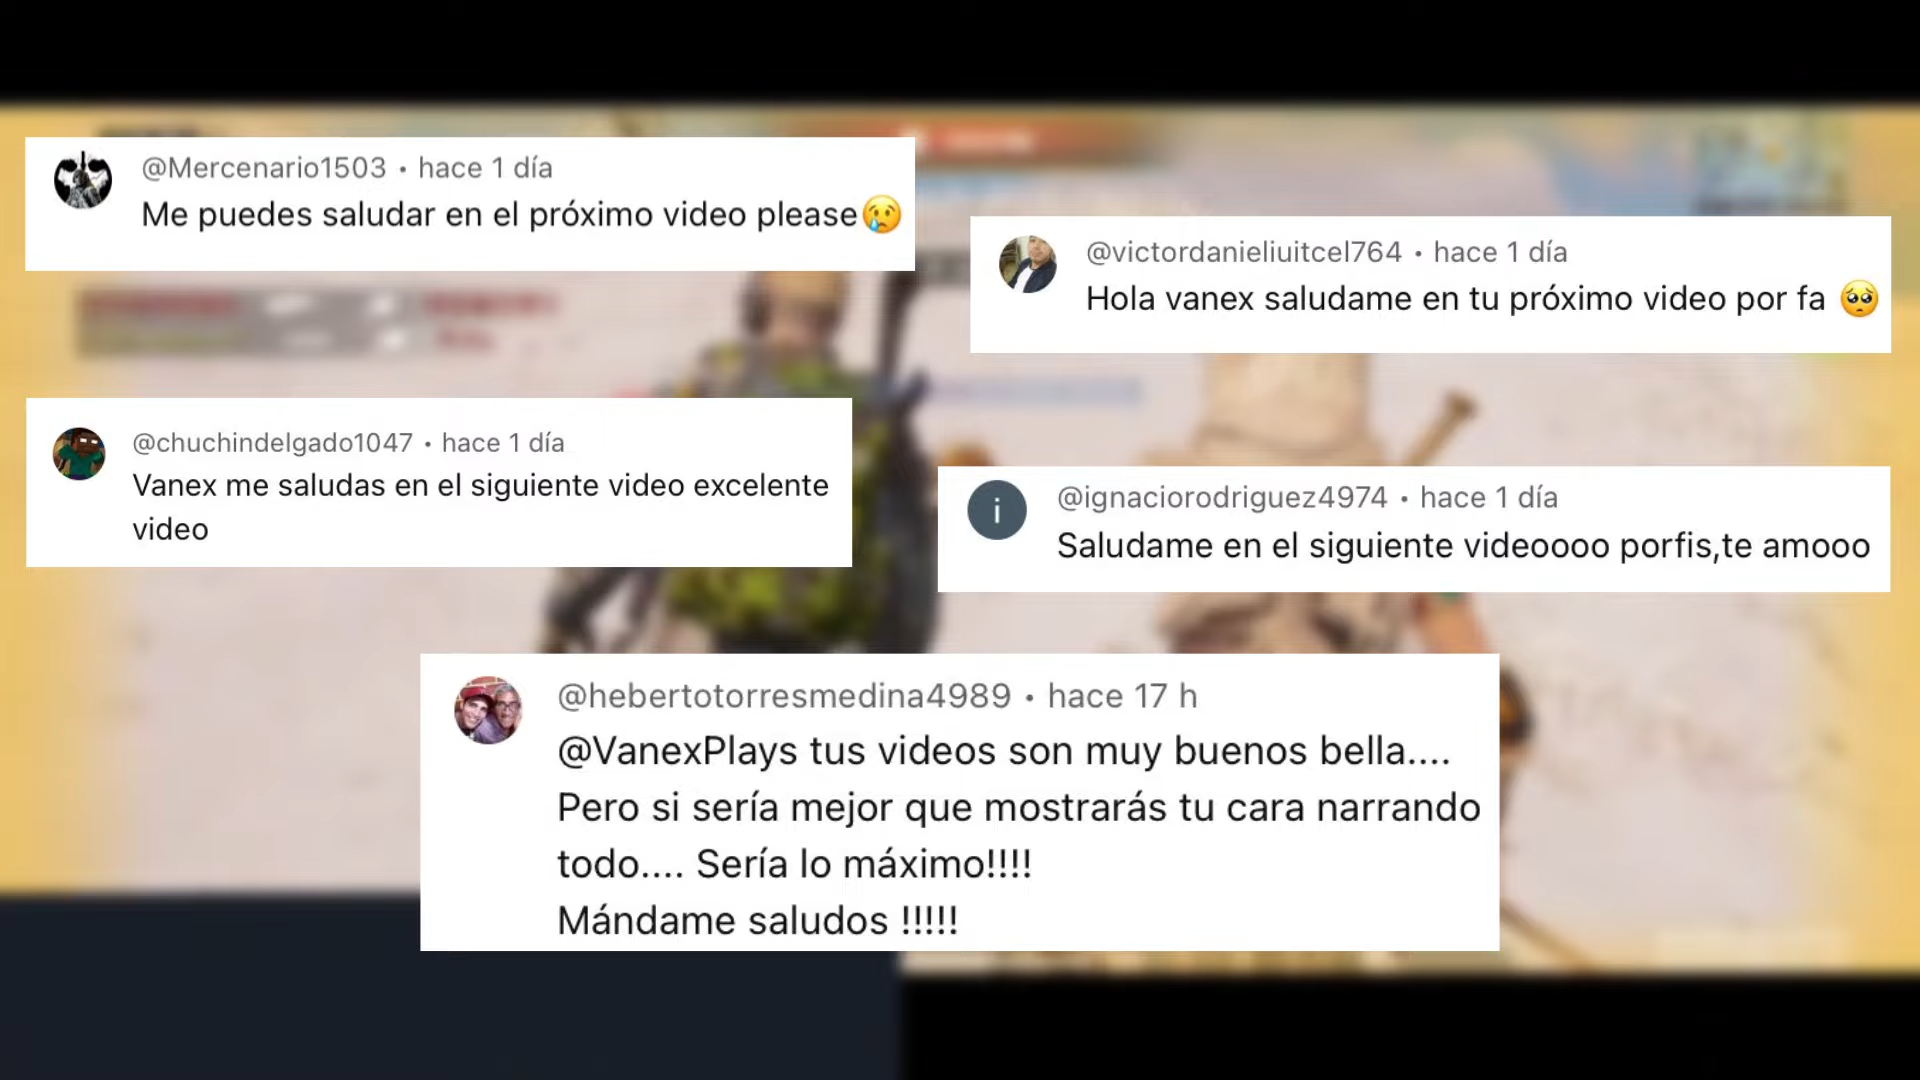 @Mercenario1503 • hace 1 día
Me puedes saludar en el próximo video please😢
@victordanieliuitcel764 • hace 1 día
Hola vanex saludame en tu próximo video por fa 🥺
@chuchindelgado1047 • hace 1 día
Vanex me saludas en el siguiente video excelente
video
i
@ignaciorodriguez4974 • hace 1 día
Saludame en el siguiente videoooo porfis,te amooo
@hebertotorresmedina4989 • hace 17 h
@VanexPlays tus videos son muy buenos bella....
Pero si sería mejor que mostrarás tu cara narrando
todo.... Sería lo máximo!!!!
Mándame saludos !!!!!